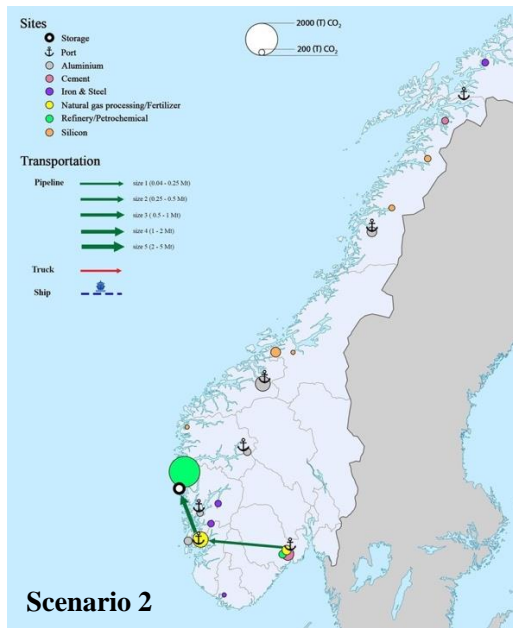 Sites
Storage
Port
Aluminium
Cement
Iron & Steel
Natural gas processing/Fertilizer
Refinery/Petrochemical
Silicon
2000 (T) CO₂
200 (T) CO₂
Transportation
Pipeline
size 1 (0.04 - 0.25 Mt)
size 2 (0.25 - 0.5 Mt)
size 3 ( 0.5 - 1 Mt)
size 4 (1 - 2 Mt)
size 5 (2 - 5 Mt)
Truck
Ship
Scenario 2